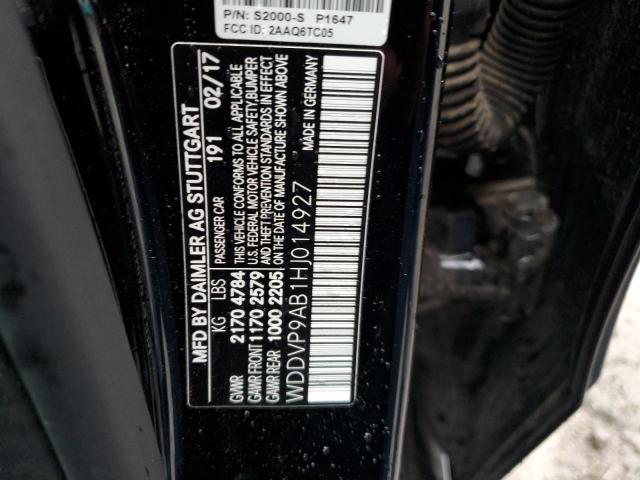 P/N: S2000-S P1647
FCC ID: 2AAQ6TC05
MFD BY DAIMLER AG STUTTGART
PASSENGER CAR 191 02/17
KG LBS
GVWR 2170 4784
GAWR FRONT 1170 2579
GAWR REAR 1000 2205
THIS VEHICLE CONFORMS TO ALL APPLICABLE
U.S. FEDERAL MOTOR VEHICLE SAFETY,BUMPER
AND THEFT PREVENTION STANDARDS IN EFFECT
ON THE DATE OF MANUFACTURE SHOWN ABOVE
WDDVP9AB1HJ014927
MADE IN GERMANY